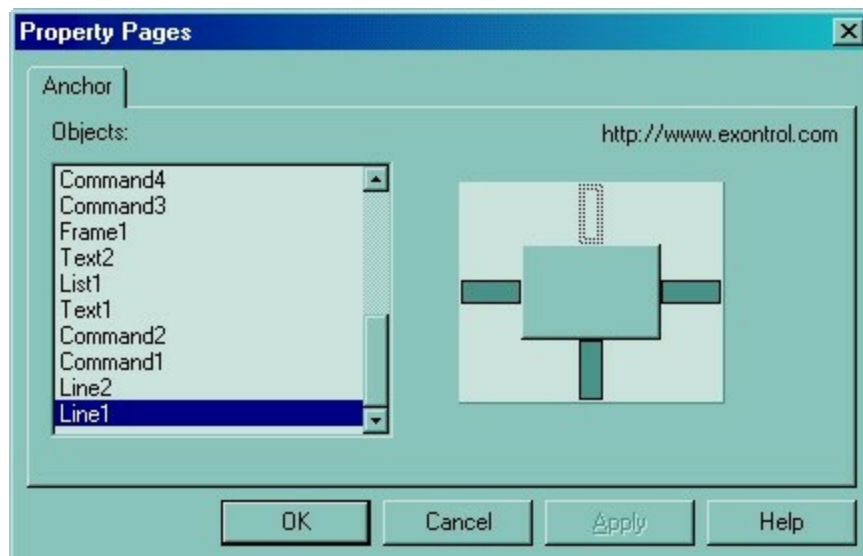 Property Pages
Anchor
Objects:
http://www.exontrol.com
Command4
Command3
Frame1
Text2
List1
Text1
Command2
Command1
Line2
Line1
OK
Cancel
Apply
Help